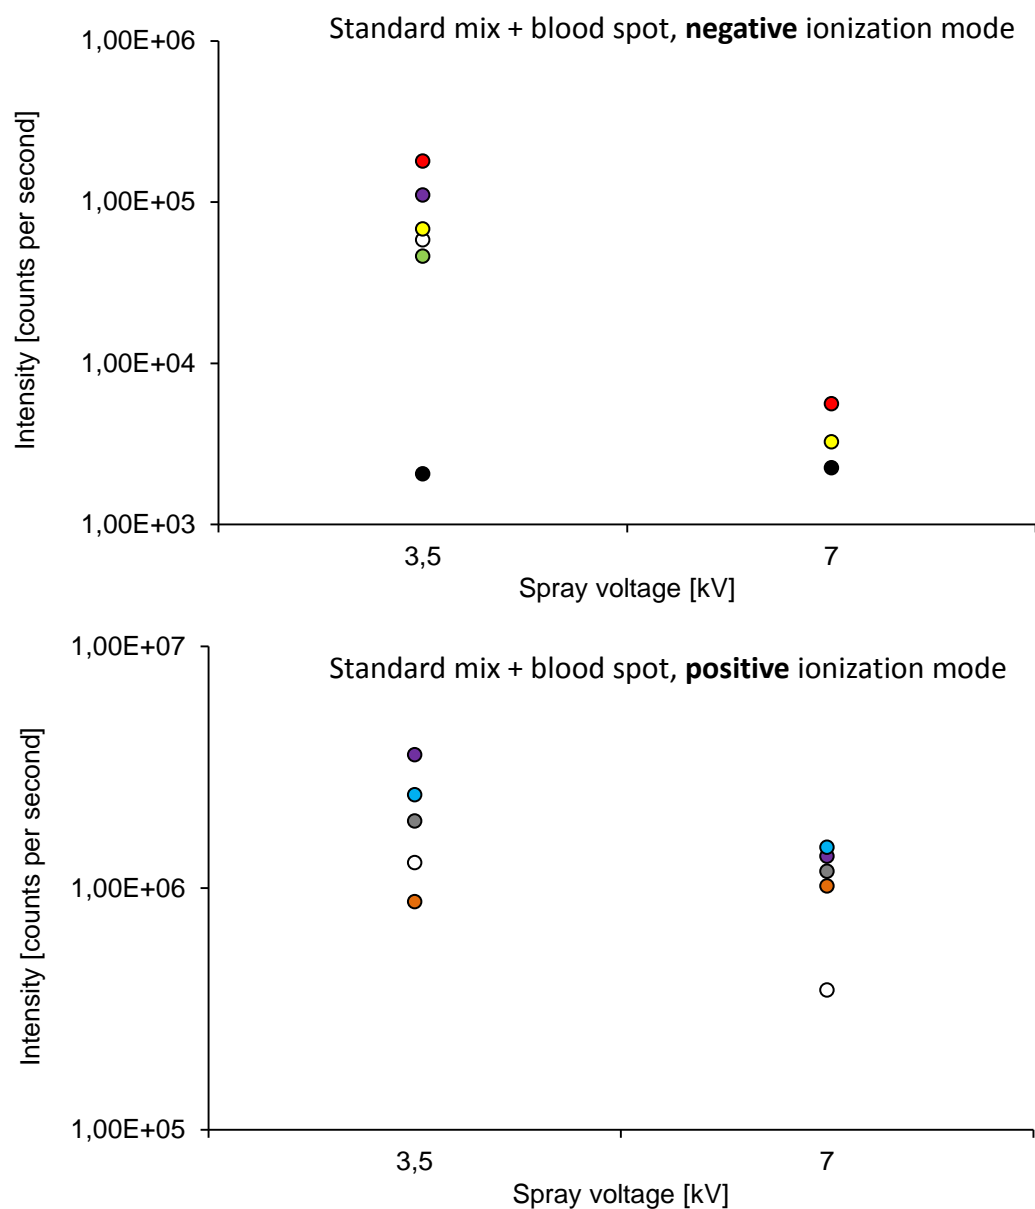 Standard mix + blood spot, negative ionization mode
1,00E+06
1,00E+05
1,00E+04
1,00E+03
Intensity [counts per second]
3,5
7
Spray voltage [kV]
Standard mix + blood spot, positive ionization mode
1,00E+07
1,00E+06
1,00E+05
Intensity [counts per second]
3,5
7
Spray voltage [kV]